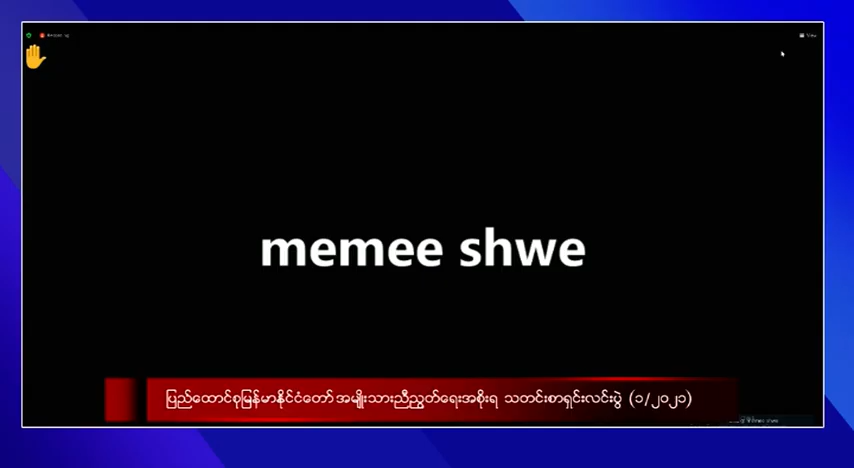 View
memee shwe
ပြည်ထောင်စုမြန်မာနိုင်ငံတော် အမျိုးသားညီညွတ်ရေးအစိုးရ သတင်းစာရှင်းလင်းပွဲ (၁/၂၀၂၁)